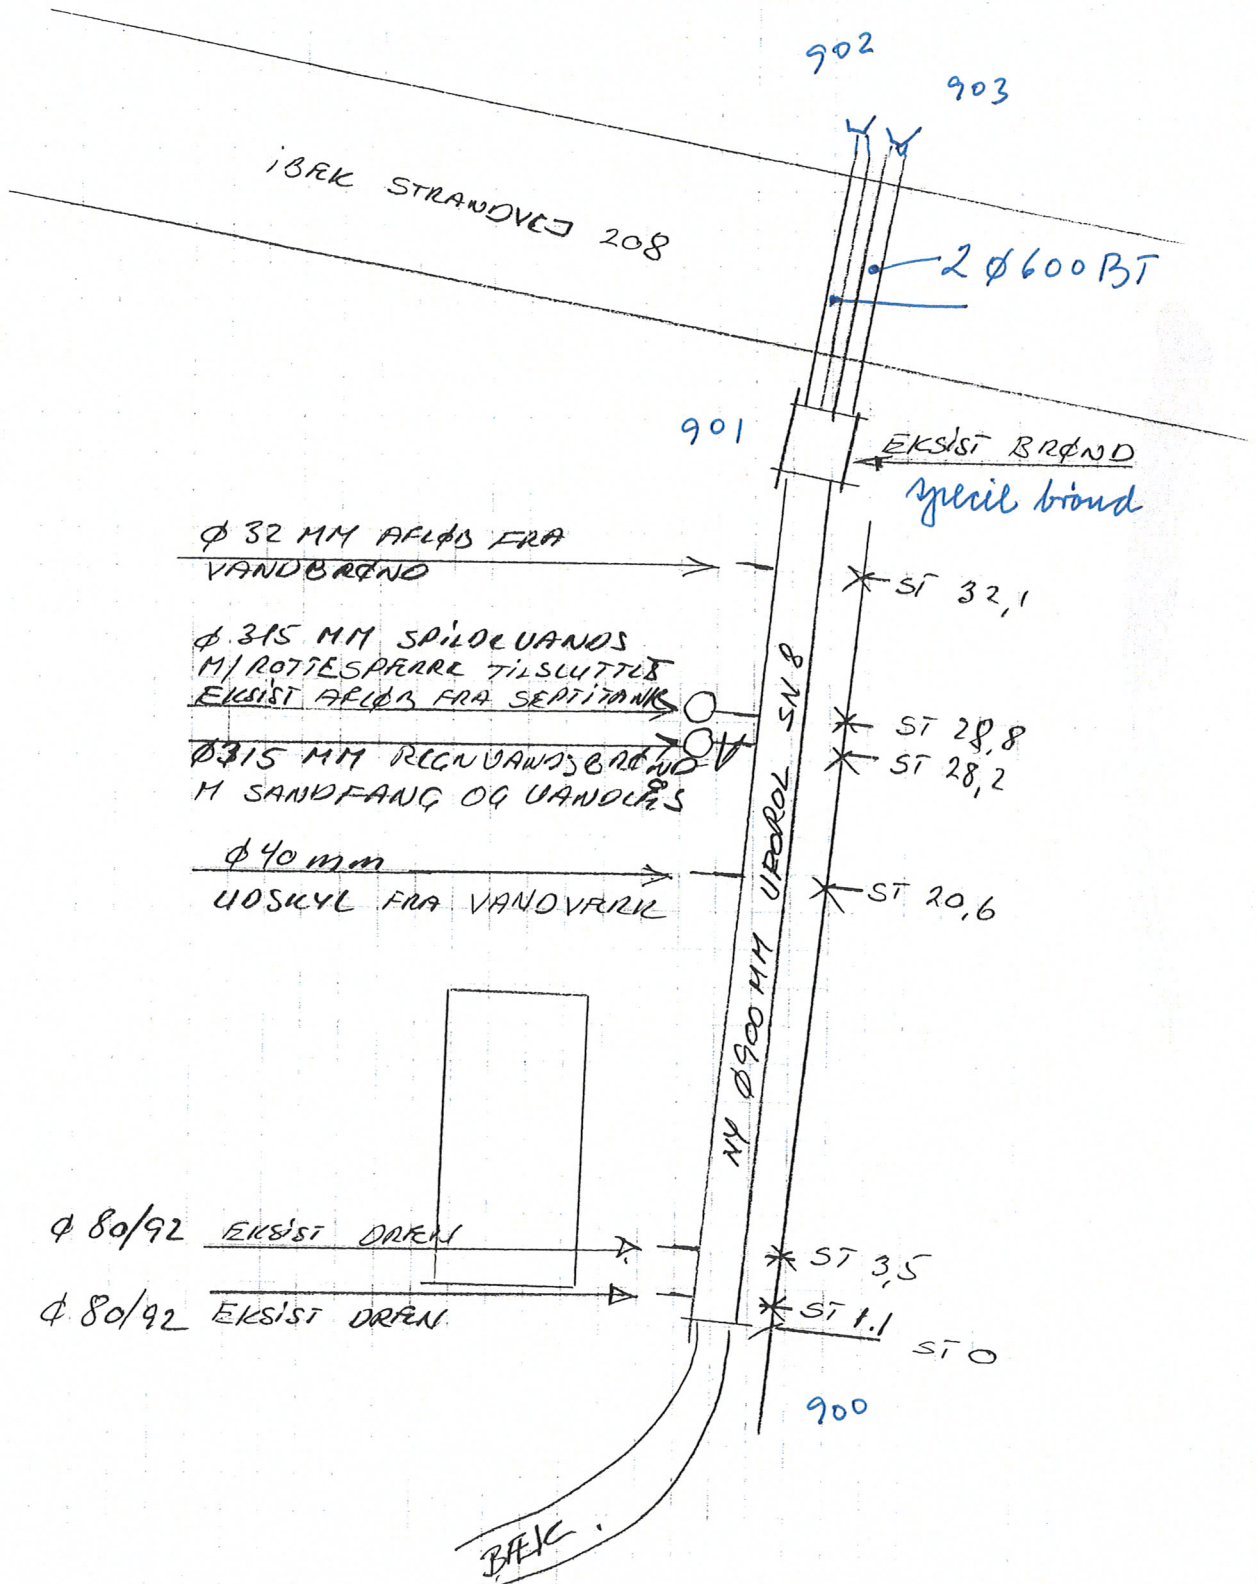 902
903
IBÆK STRANDVEJ 208
2 Ø 600 BT
901
EKSIST BRØND
speciel brönd
Ø 32 MM AFLØB FRA
VANDBRØND
ST 32,1
Ø 315 MM SPILDEVANDS
M/ ROTTESPÆRRE TILSLUTTES
EKSIST AFLØB FRA SEPTITANK
ST 28,8
Ø315 MM REGNVANDSBRØND
M SANDFANG OG VANDLÅS
ST 28,2
Ø 40 mm
UDSKYL FRA VANDVÆRK
ST 20,6
NY Ø900 MM UPOROL SN 8
Ø 80/92 EKSIST DRÆN
ST 3,5
Ø 80/92 EKSIST DRÆN.
ST 1.1
ST 0
900
BÆK.